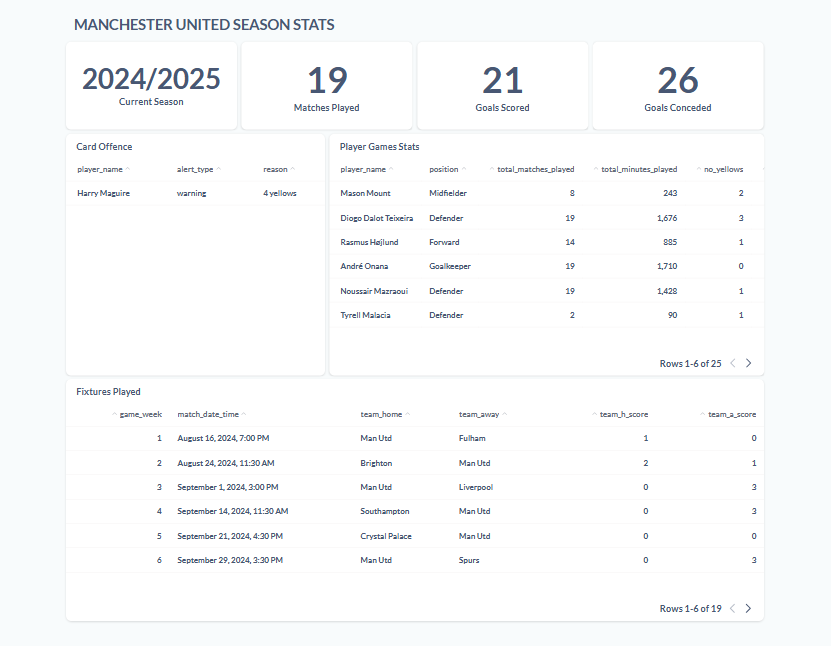 MANCHESTER UNITED SEASON STATS
2024/2025
Current Season
19
Matches Played
21
Goals Scored
26
Goals Conceded
Card Offence
player_name alert_type reason
Harry Maguire warning 4 yellows
Player Games Stats
player_name position total_matches_played total_minutes_played no_yellows
Mason Mount Midfielder 8 243 2
Diogo Dalot Teixeira Defender 19 1,676 3
Rasmus Højlund Forward 14 885 1
André Onana Goalkeeper 19 1,710 0
Noussair Mazraoui Defender 19 1,428 1
Tyrell Malacia Defender 2 90 1
Rows 1-6 of 25
Fixtures Played
game_week match_date_time team_home team_away team_h_score team_a_score
1 August 16, 2024, 7:00 PM Man Utd Fulham 1 0
2 August 24, 2024, 11:30 AM Brighton Man Utd 2 1
3 September 1, 2024, 3:00 PM Man Utd Liverpool 0 3
4 September 14, 2024, 11:30 AM Southampton Man Utd 0 3
5 September 21, 2024, 4:30 PM Crystal Palace Man Utd 0 0
6 September 29, 2024, 3:30 PM Man Utd Spurs 0 3
Rows 1-6 of 19